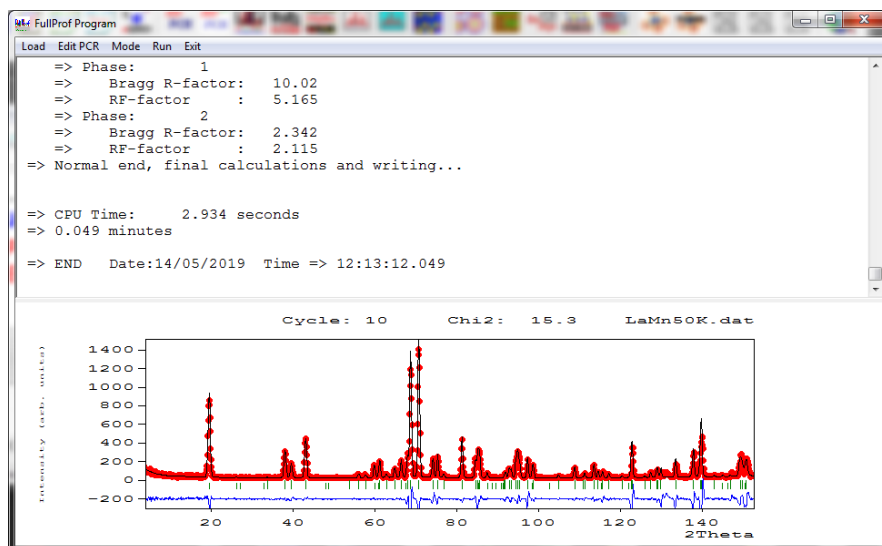 FullProf Program
Load Edit PCR Mode Run Exit
=> Phase: 1
=> Bragg R-factor: 10.02
=> RF-factor : 5.165
=> Phase: 2
=> Bragg R-factor: 2.342
=> RF-factor : 2.115
=> Normal end, final calculations and writing...
=> CPU Time: 2.934 seconds
=> 0.049 minutes
=> END Date:14/05/2019 Time => 12:13:12.049
Cycle: 10 Chi2: 15.3 LaMn50K.dat
Intensity (arb. units)
1400
1200
1000
800
600
400
200
0
-200
20 40 60 80 100 120 140
2Theta